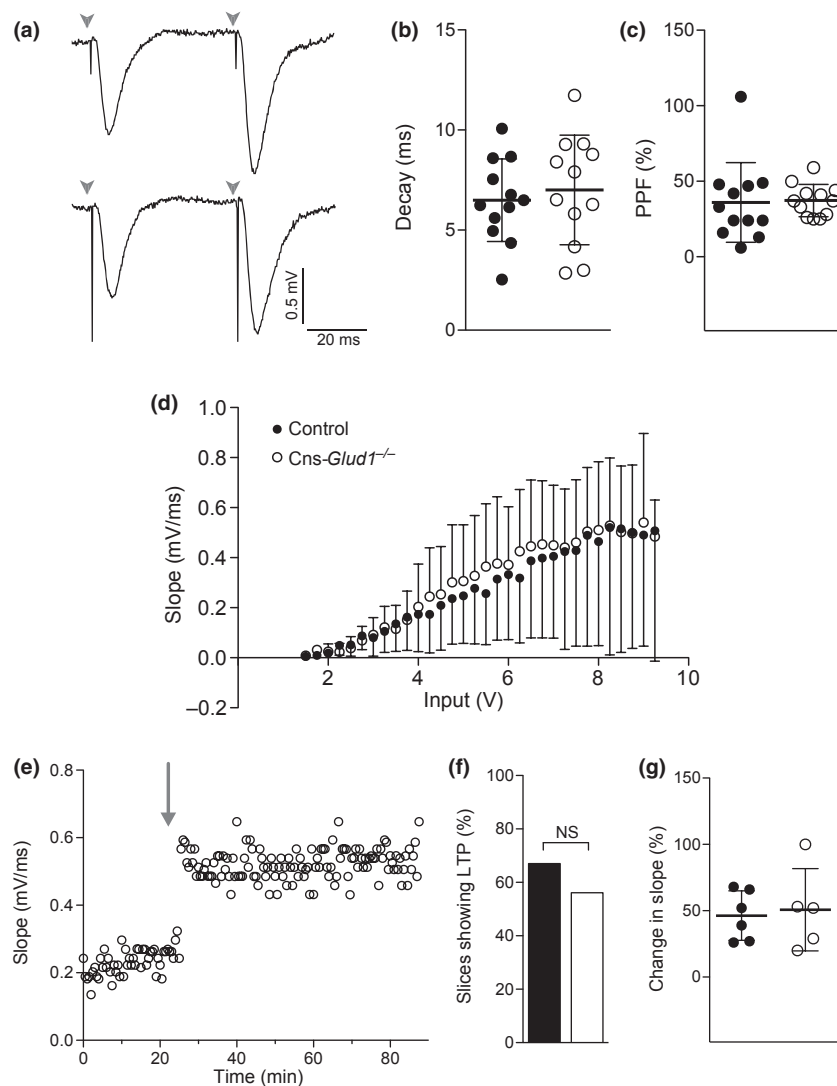 (a)
0.5 mV
20 ms
(b)
Decay (ms)
15
10
5
0
(c)
PPF (%)
150
100
50
0
(d)
Slope (mV/ms)
1.0
0.8
0.6
0.4
0.2
0.0
–0.2
Control
Cns-Glud1–/–
2
4
6
8
10
Input (V)
(e)
Slope (mV/ms)
0.8
0.6
0.4
0.2
0.0
0
20
40
60
80
Time (min)
(f)
Slices showing LTP (%)
100
80
60
40
20
0
NS
(g)
Change in slope (%)
150
100
50
0